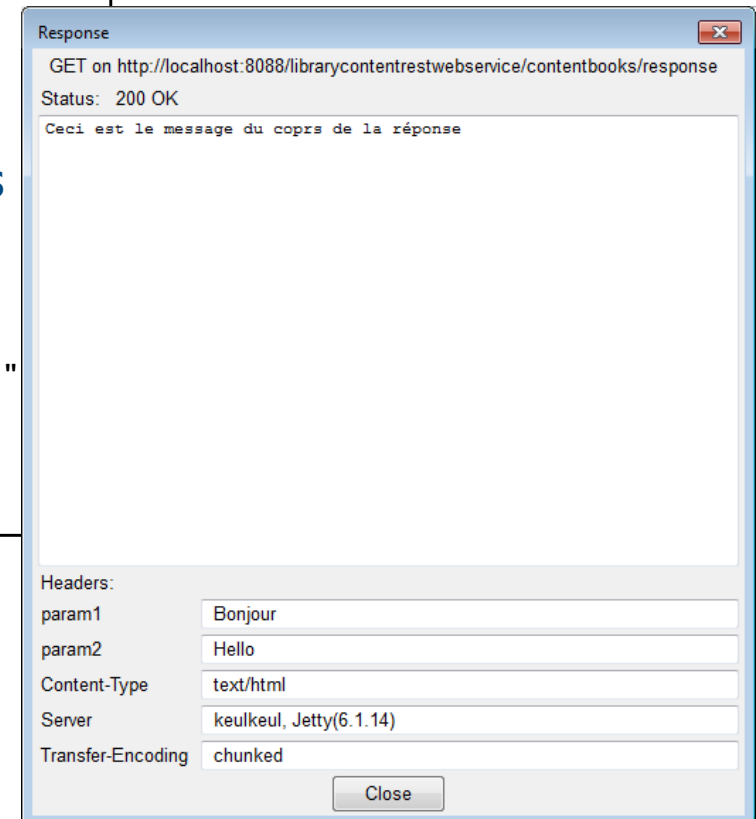 Response
GET on http://localhost:8088/librarycontentrestwebservice/contentbooks/response
Status: 200 OK
Ceci est le message du coprs de la réponse
s
"
Headers:
param1 Bonjour
param2 Hello
Content-Type text/html
Server keulkeul, Jetty(6.1.14)
Transfer-Encoding chunked
Close